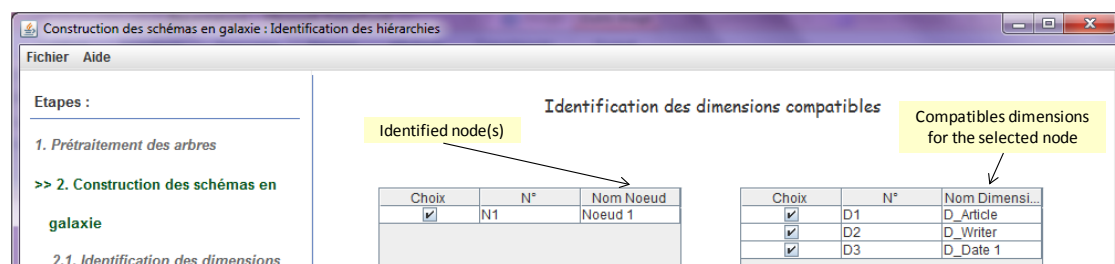 Construction des schémas en galaxie : Identification des hiérarchies
Fichier Aide
Etapes :
1. Prétraitement des arbres
>> 2. Construction des schémas en
galaxie
2.1. Identification des dimensions
Identification des dimensions compatibles
Identified node(s)
Compatibles dimensions
for the selected node
Choix N° Nom Noeud
N1 Noeud 1
Choix N° Nom Dimensi...
D1 D_Article
D2 D_Writer
D3 D_Date 1